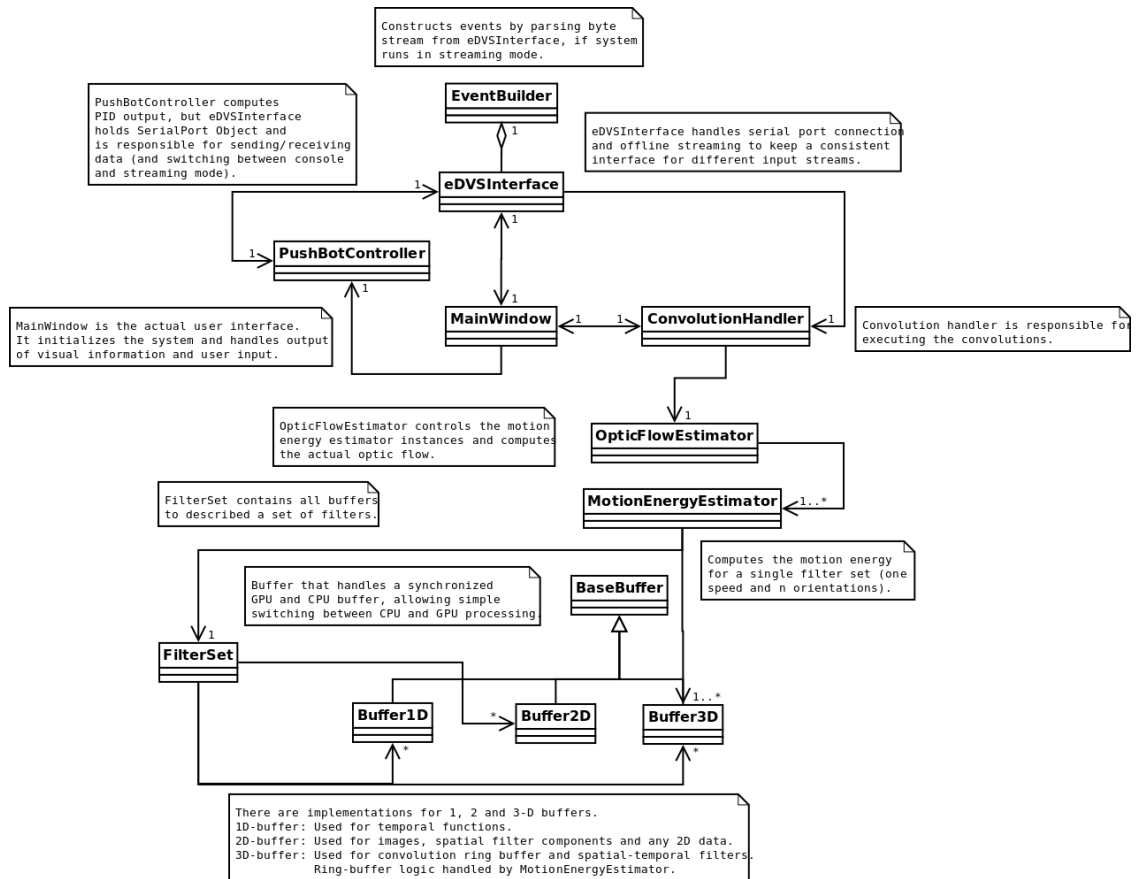 Constructs events by parsing byte
stream from eDVSInterface, if system
runs in streaming mode.
EventBuilder
1
PushBotController computes
PID output, but eDVSInterface
holds SerialPort Object and
is responsible for sending/receiving
data (and switching between console
and streaming mode).
eDVSInterface handles serial port connection
and offline streaming to keep a consistent
interface for different input streams.
1
eDVSInterface
1
1
PushBotController
1
1
MainWindow is the actual user interface.
It initializes the system and handles output
of visual information and user input.
MainWindow
1
1
ConvolutionHandler
1
Convolution handler is responsible for
executing the convolutions.
1
OpticFlowEstimator controls the motion
energy estimator instances and computes
the actual optic flow.
OpticFlowEstimator
FilterSet contains all buffers
to described a set of filters.
MotionEnergyEstimator
1..*
Computes the motion energy
for a single filter set (one
speed and n orientations).
Buffer that handles a synchronized
GPU and CPU buffer, allowing simple
switching between CPU and GPU processing.
BaseBuffer
1
FilterSet
1..*
Buffer1D
*
Buffer2D
Buffer3D
*
*
There are implementations for 1, 2 and 3-D buffers.
1D-buffer: Used for temporal functions.
2D-buffer: Used for images, spatial filter components and any 2D data.
3D-buffer: Used for convolution ring buffer and spatial-temporal filters.
Ring-buffer logic handled by MotionEnergyEstimator.